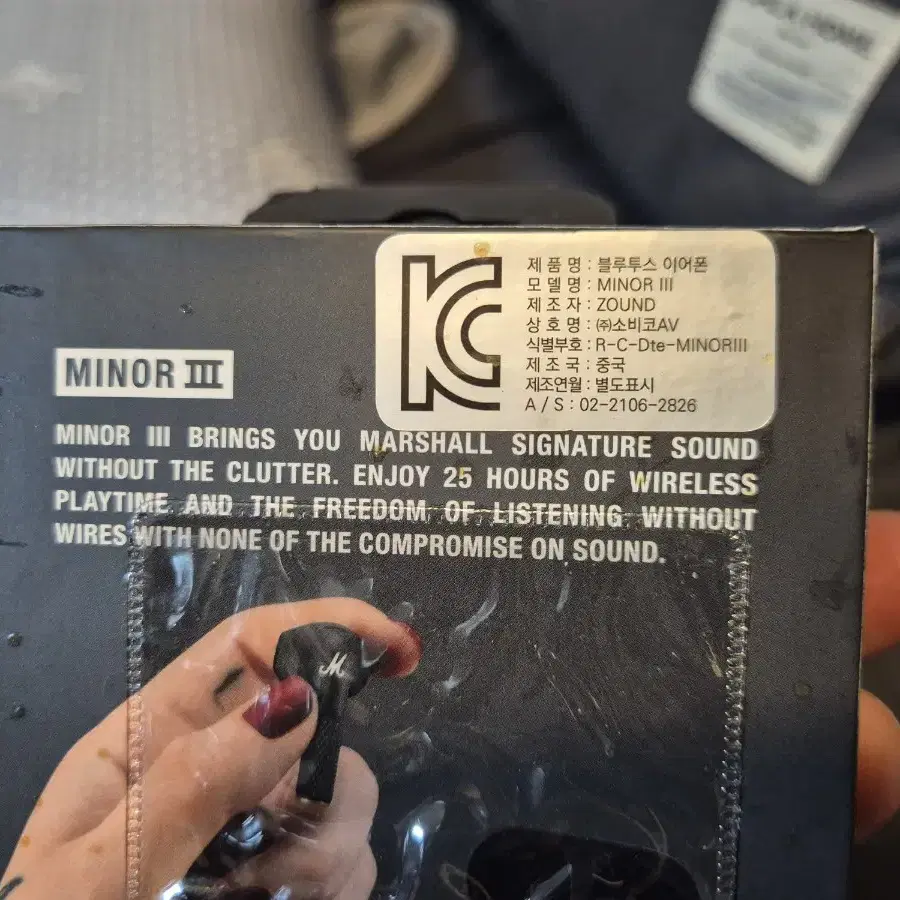 KC
제 품 명 : 블루투스 이어폰
모 델 명 : MINOR III
제 조 자 : ZOUND
상 호 명 : ㈜소비코AV
식별부호 : R-C-Dte-MINORIII
제 조 국 : 중국
제조연월 : 별도표시
A / S : 02-2106-2826
MINOR III
MINOR III BRINGS YOU MARSHALL SIGNATURE SOUND
WITHOUT THE CLUTTER. ENJOY 25 HOURS OF WIRELESS
PLAYTIME AND THE FREEDOM OF LISTENING WITHOUT
WIRES WITH NONE OF THE COMPROMISE ON SOUND.
M